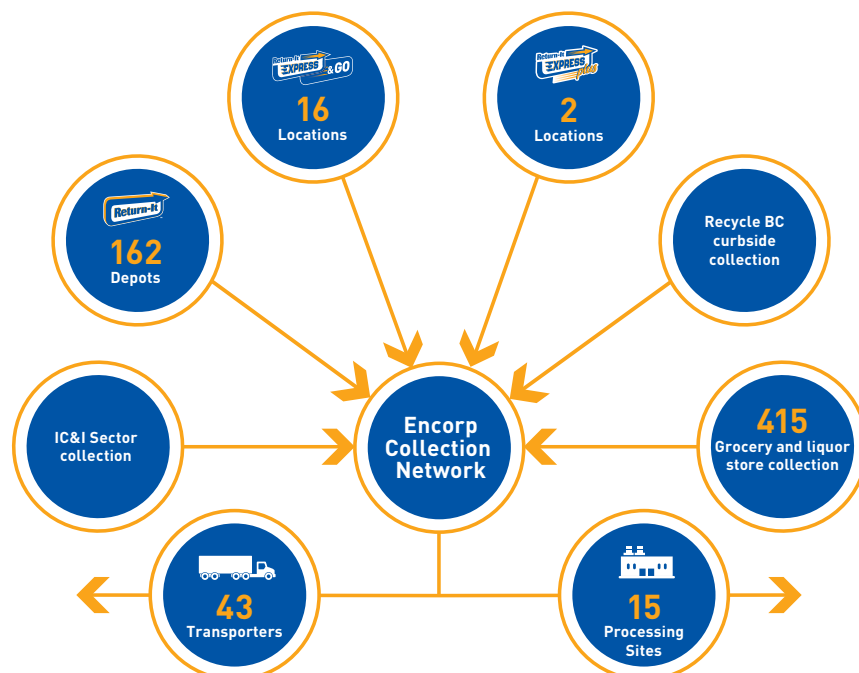 Return-It
EXPRESS
& GO
16
Locations
Return-It
EXPRESS
plus
2
Locations
Return-It
162
Depots
Recycle BC
curbside
collection
IC&I Sector
collection
Encorp
Collection
Network
415
Grocery and liquor
store collection
43
Transporters
15
Processing
Sites